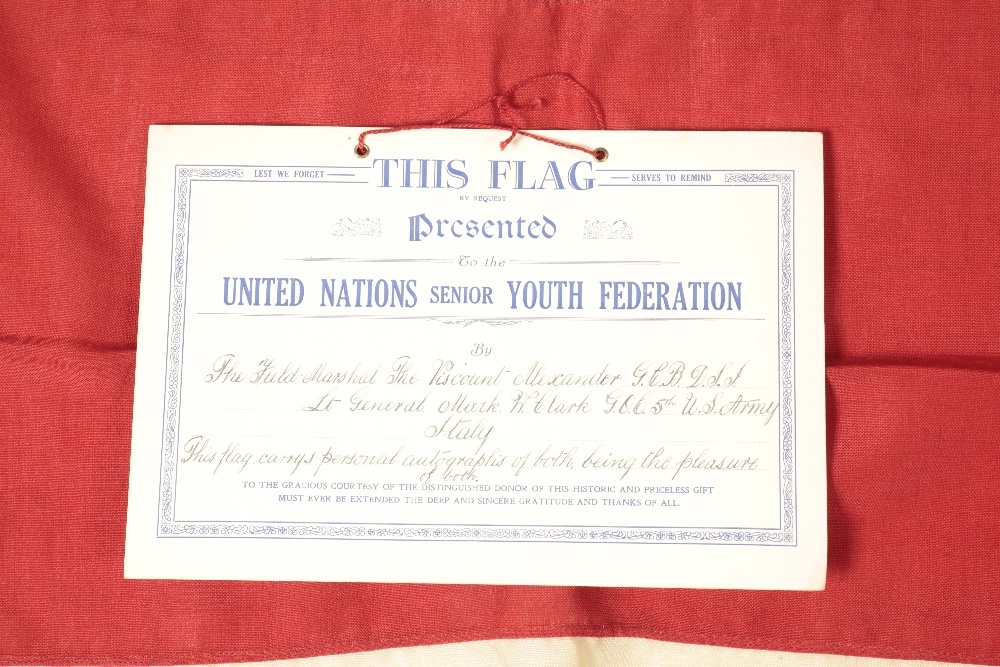 LEST WE FORGET THIS FLAG SERVES TO REMIND
BY REQUEST
Presented
To the
UNITED NATIONS SENIOR YOUTH FEDERATION
By
The Field Marshal The Viscount Alexander G.C.B. D.S.I.
Lt General Mark W. Clark G.O.C. 5th U.S. Army
Italy
This flag currys personal autographs of both, being the pleasure
of both.
TO THE GRACIOUS COURTESY OF THE DISTINGUISHED DONOR OF THIS HISTORIC AND PRICELESS GIFT
MUST EVER BE EXTENDED THE DEEP AND SINCERE GRATITUDE AND THANKS OF ALL.